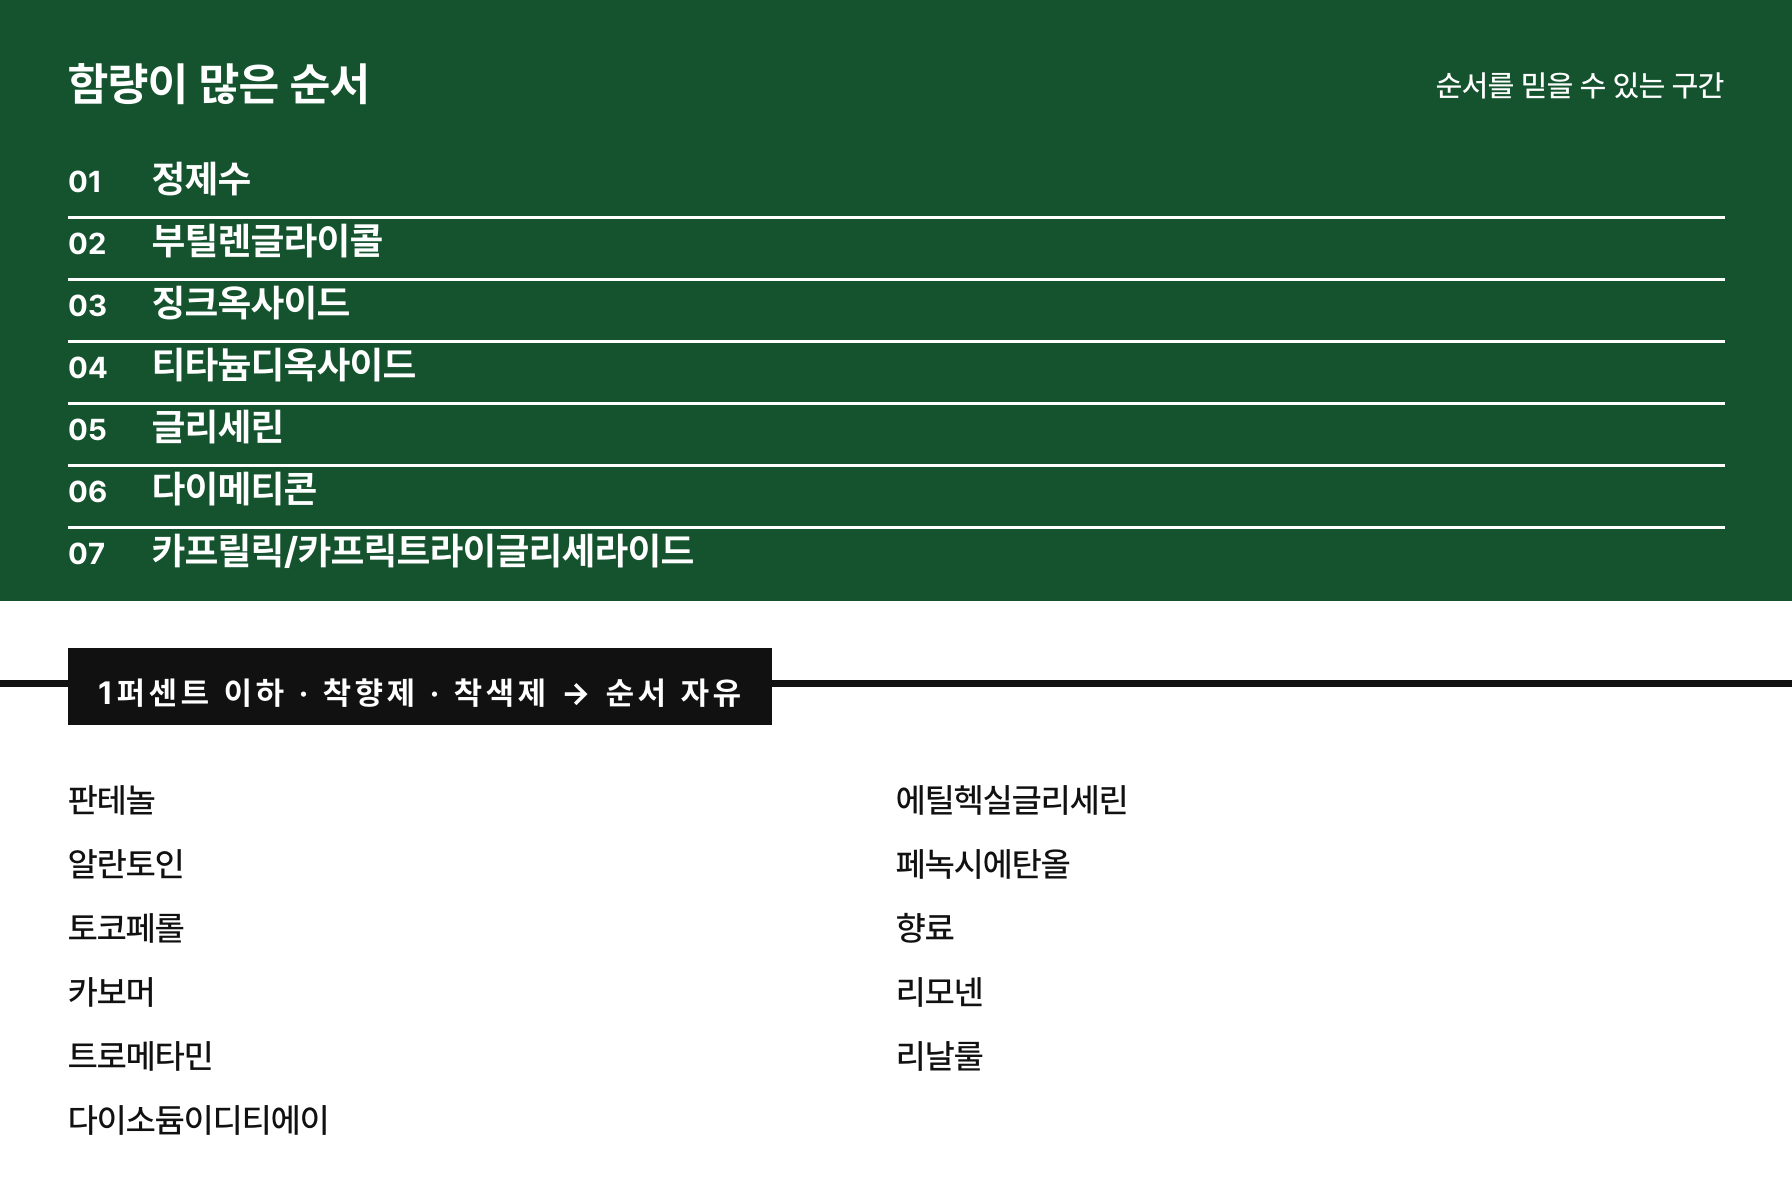 함량이 많은 순서
순서를 믿을 수 있는 구간
01 정제수
02 부틸렌글라이콜
03 징크옥사이드
04 티타늄디옥사이드
05 글리세린
06 다이메티콘
07 카프릴릭/카프릭트라이글리세라이드
1퍼센트 이하 · 착향제 · 착색제 → 순서 자유
판테놀
알란토인
토코페롤
카보머
트로메타민
다이소듐이디티에이
에틸헥실글리세린
페녹시에탄올
향료
리모넨
리날룰